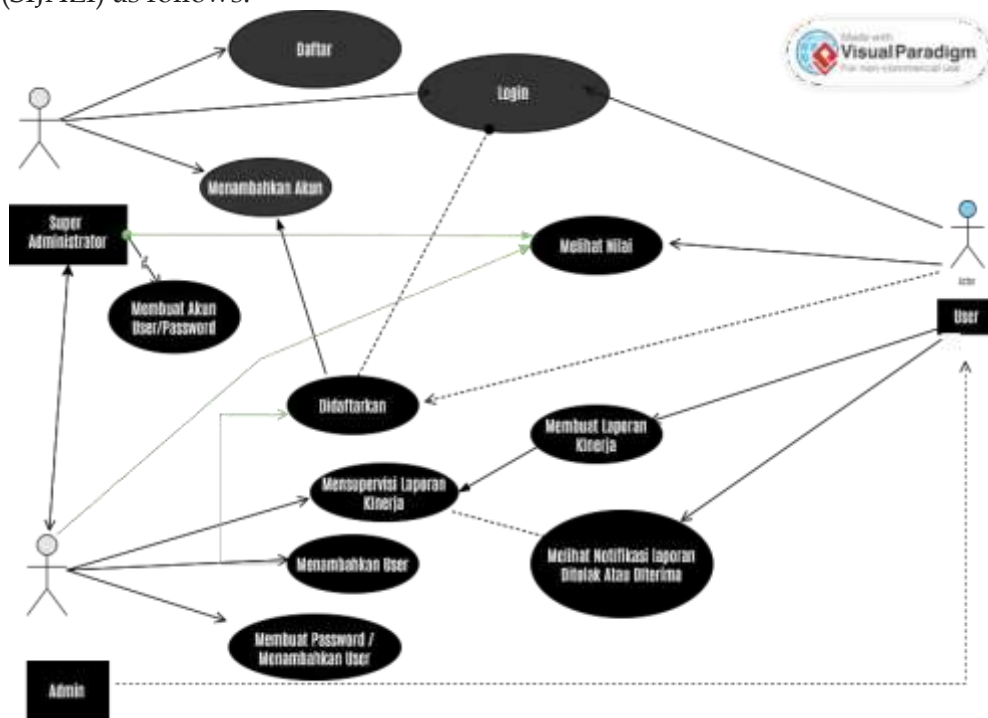 (SIJALI) as follows:
Made with
Visual Paradigm
For non-commercial use
Daftar
Login
Menambahkan Akun
Super
Administrator
Melihat Nilai
Membuat Akun
User/Password
Actor
User
Didaftarkan
Membuat Laporan
Kinerja
Mensupervisi Laporan
Kinerja
Melihat Notifikasi laporan
Ditolak Atau Diterima
Menambahkan User
Membuat Password /
Menambahkan User
Admin